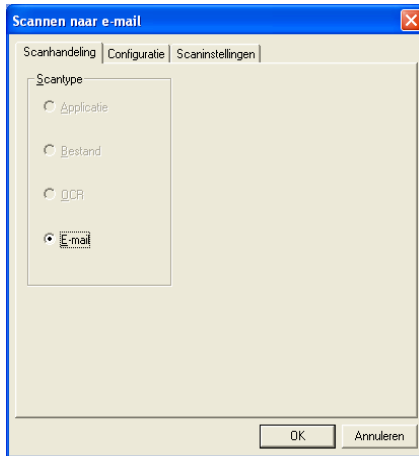 Scannen naar e-mail
Scanhandeling Configuratie Scaninstellingen
Scantype
Applicatie
Bestand
OCR
E-mail
OK Annuleren